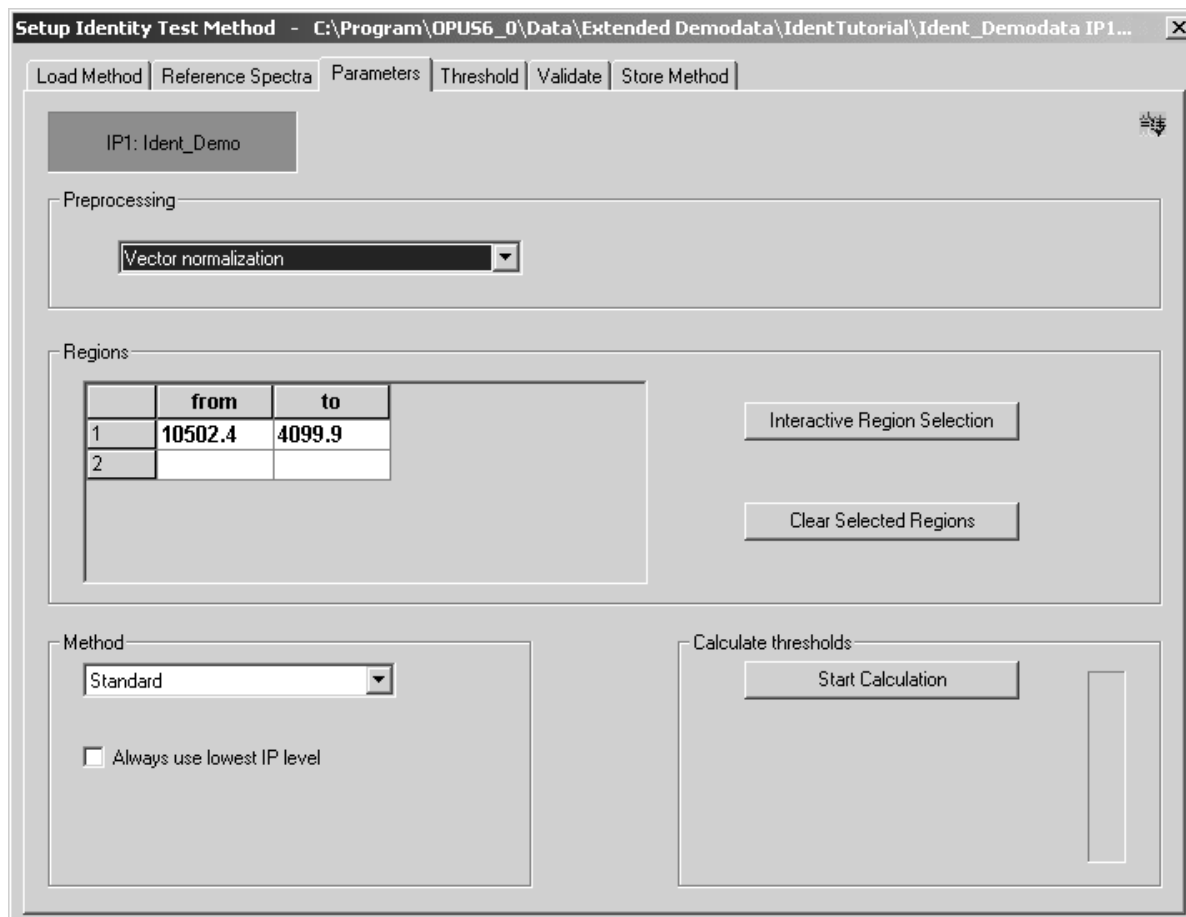 Setup Identity Test Method - C:\Program\OPUS6_0\Data\Extended Demodata\IdentTutorial\Ident_Demodata IP1...
Load Method Reference Spectra Parameters Threshold Validate Store Method
IP1: Ident_Demo
Preprocessing
Vector normalization
Regions
from to
1 10502.4 4099.9
2
Interactive Region Selection
Clear Selected Regions
Method
Standard
Always use lowest IP level
Calculate thresholds
Start Calculation